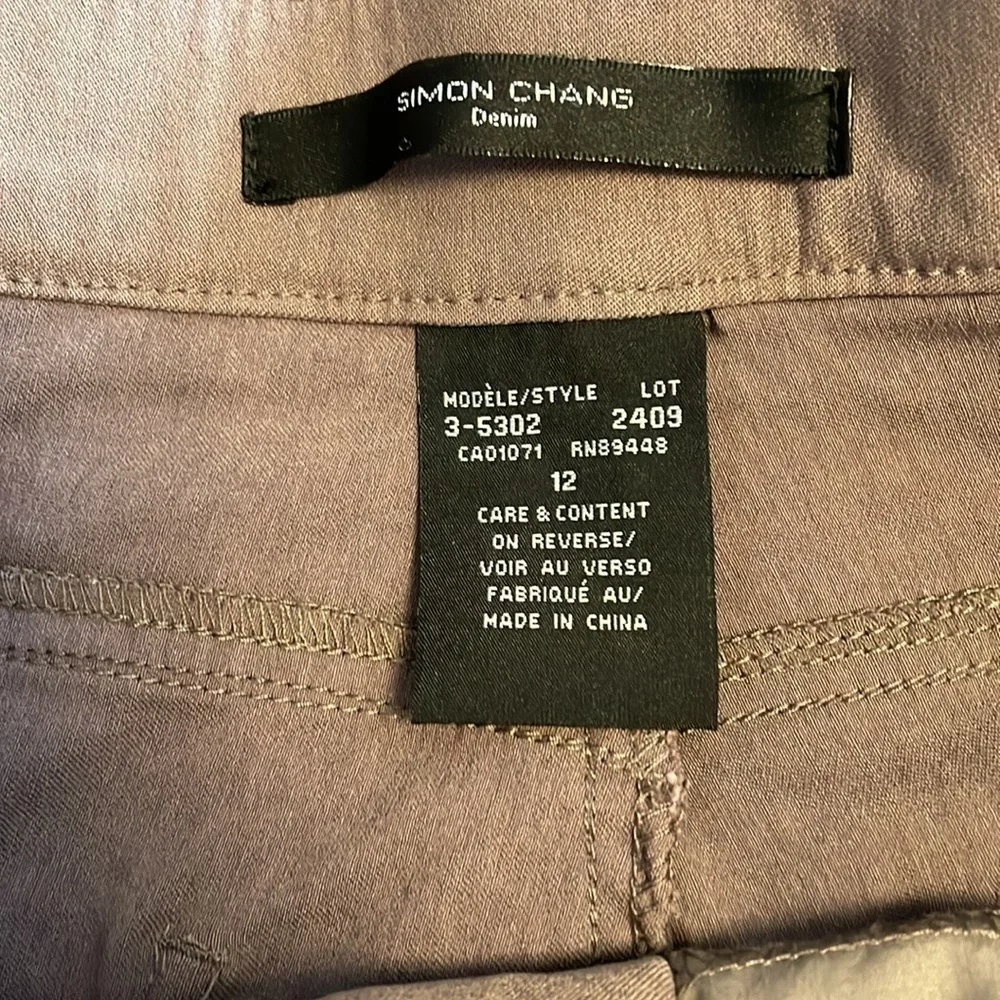 SIMON CHANG
Denim
MODÈLE/STYLE LOT
3-5302 2409
CA01071 RN89448
12
CARE & CONTENT
ON REVERSE/
VOIR AU VERSO
FABRIQUÉ AU/
MADE IN CHINA